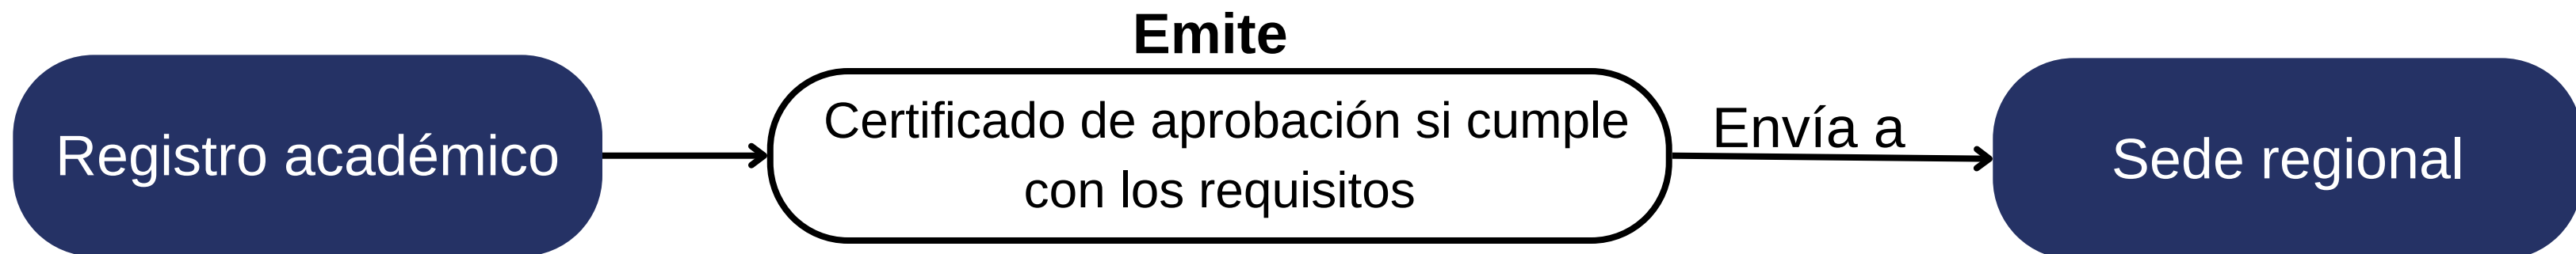 Emite
Registro académico
Certificado de aprobación si cumple
con los requisitos
Envía a
Sede regional